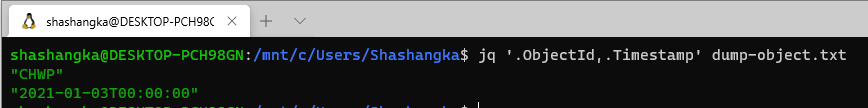 shashangka@DESKTOP-PCH98G
shashangka@DESKTOP-PCH98GN:/mnt/c/Users/Shashangka$ jq '.ObjectId,.Timestamp' dump-object.txt
"CHWP"
"2021-01-03T00:00:00"